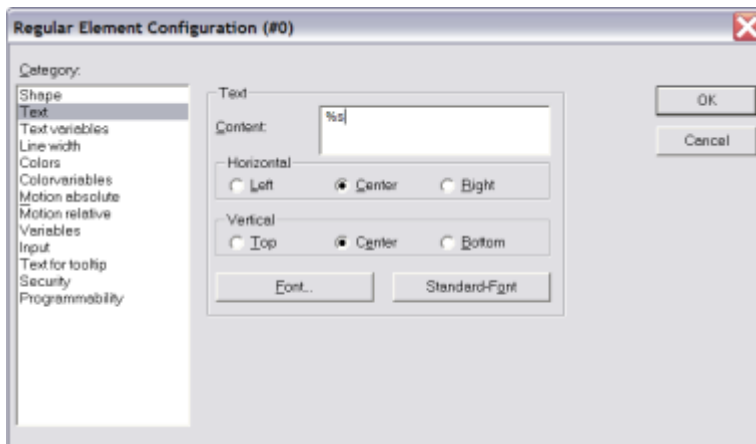 Regular Element Configuration (#0)
Category:
Shape
Text
Text variables
Line width
Colors
Colorvariables
Motion absolute
Motion relative
Variables
Input
Text for tooltip
Security
Programmability
Text
Content:
%s
Horizontal
Left
Center
Right
Vertical
Top
Center
Bottom
Font...
Standard-Font
OK
Cancel